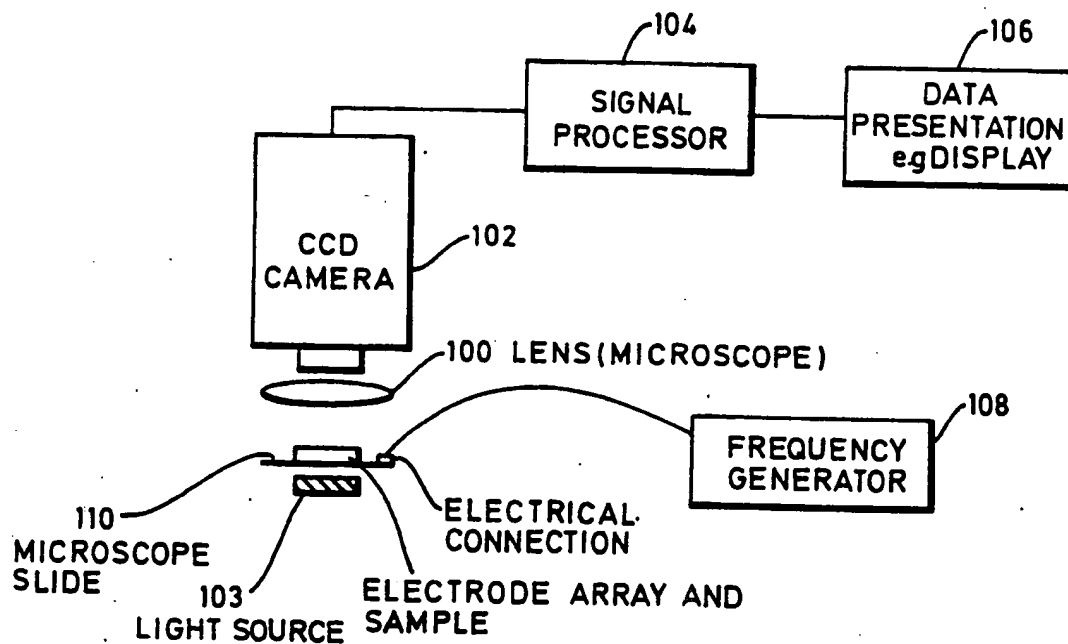 104
106
SIGNAL
PROCESSOR
DATA
PRESENTATION
e.g DISPLAY
CCD
CAMERA
102
100 LENS (MICROSCOPE)
108
FREQUENCY
GENERATOR
110
MICROSCOPE
SLIDE
103
LIGHT SOURCE
ELECTRICAL
CONNECTION
ELECTRODE ARRAY AND
SAMPLE